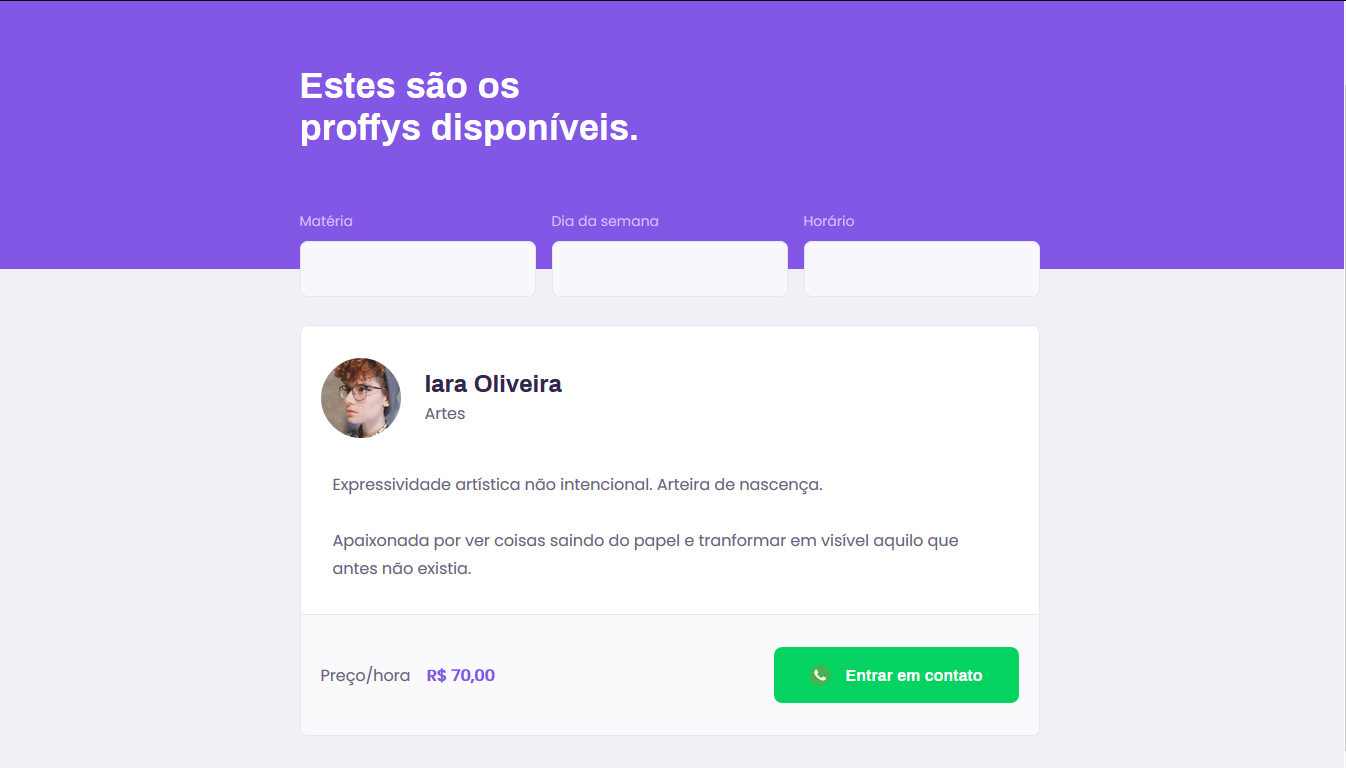 Estes são os
proffys disponíveis.
Matéria Dia da semana Horário
Iara Oliveira
Artes
Expressividade artística não intencional. Arteira de nascença.
Apaixonada por ver coisas saindo do papel e tranformar em visível aquilo que
antes não existia.
Preço/hora R$ 70,00 Entrar em contato